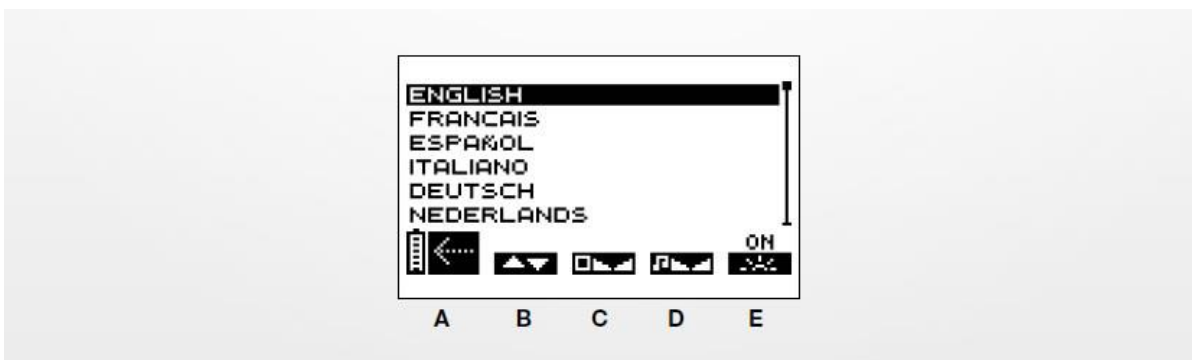 ENGLISH
FRANCAIS
ESPAÑOL
ITALIANO
DEUTSCH
NEDERLANDS
ON
A B C D E